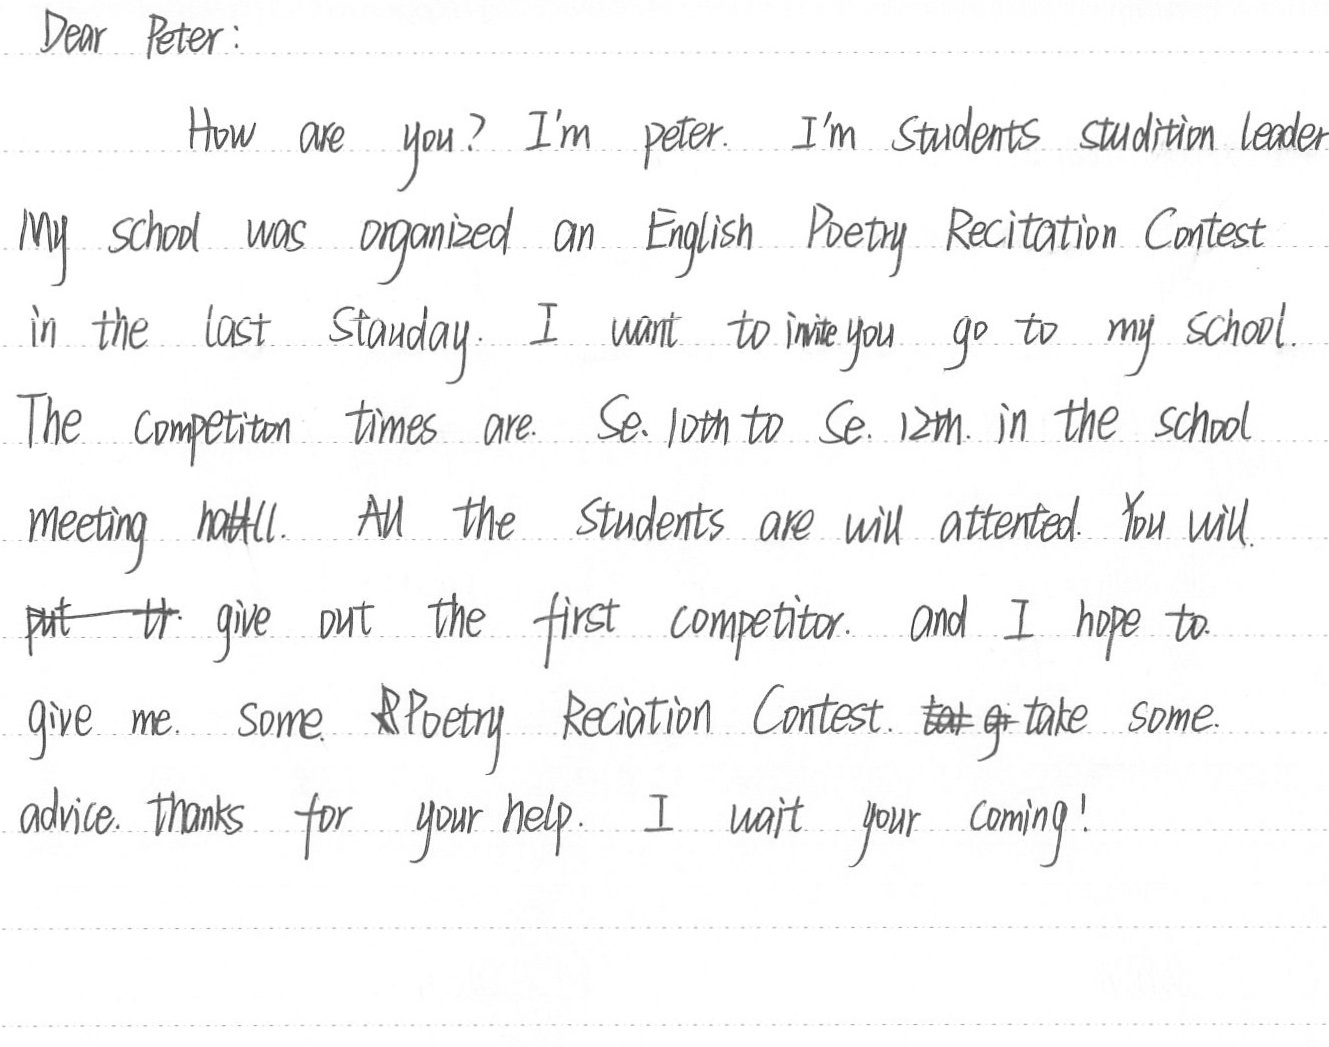 Dear Peter:
How are you? I'm peter. I'm students studition leader
My school was organized an English Poetry Recitation Contest
in the last Stauday. I want to invite you go to my school.
The competiton times are. Se. 10th to Se. 12th. in the school
meeting hall. All the students are will attented. You will.
give out the first competitor. and I hope to.
give me. some. Poetry Reciation Contest. take some.
advice. thanks for your help. I wait your coming!